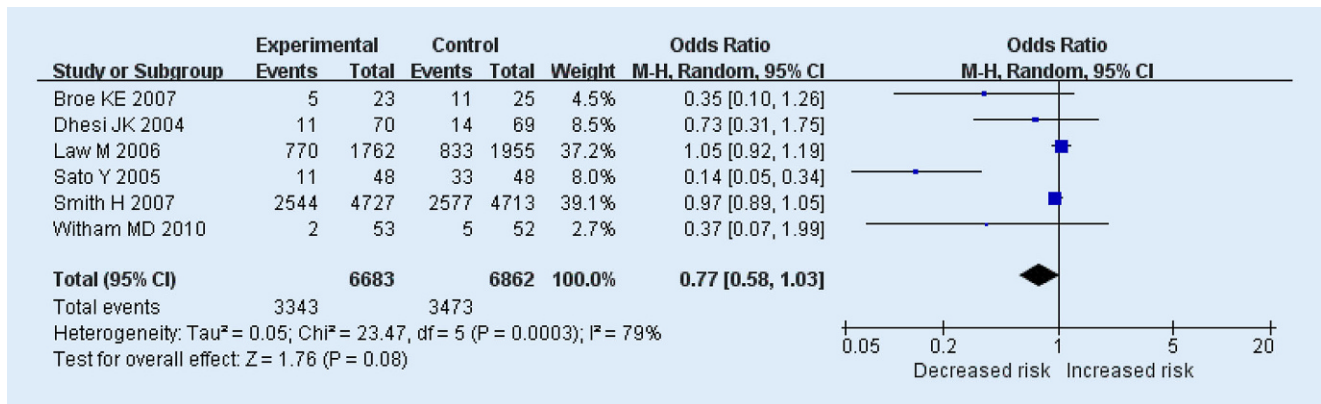 Experimental Control Odds Ratio Odds Ratio
Study or Subgroup Events Total Events Total Weight M-H, Random, 95% CI M-H, Random, 95% CI
Broe KE 2007 5 23 11 25 4.5% 0.35 [0.10, 1.26]
Dhesi JK 2004 11 70 14 69 8.5% 0.73 [0.31, 1.75]
Law M 2006 770 1762 833 1955 37.2% 1.05 [0.92, 1.19]
Sato Y 2005 11 48 33 48 8.0% 0.14 [0.05, 0.34]
Smith H 2007 2544 4727 2577 4713 39.1% 0.97 [0.89, 1.05]
Witham MD 2010 2 53 5 52 2.7% 0.37 [0.07, 1.99]
Total (95% CI) 6683 6862 100.0% 0.77 [0.58, 1.03]
Total events 3343 3473
Heterogeneity: Tau² = 0.05; Chi² = 23.47, df = 5 (P = 0.0003); I² = 79%
Test for overall effect: Z = 1.76 (P = 0.08)
0.05 0.2 1 5 20
Decreased risk Increased risk